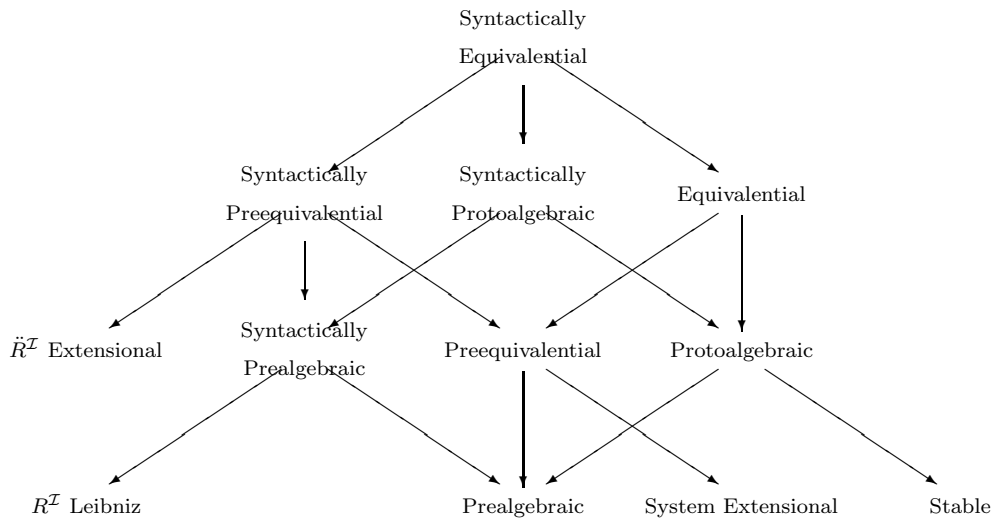 Syntactically
Equivalential
Syntactically
Preequivalential
Syntactically
Protoalgebraic
Equivalential
R̈^ℐ Extensional
Syntactically
Prealgebraic
Preequivalential
Protoalgebraic
R^ℐ Leibniz
Prealgebraic
System Extensional
Stable